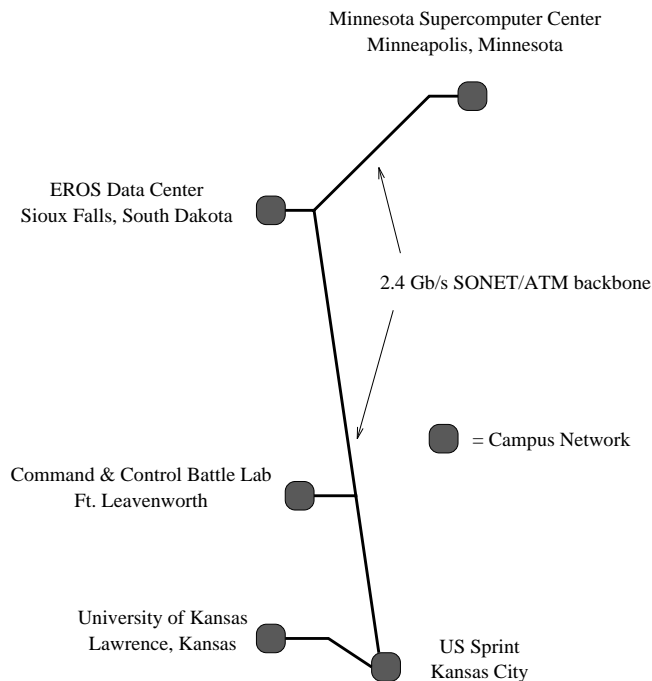 Minnesota Supercomputer Center
Minneapolis, Minnesota
EROS Data Center
Sioux Falls, South Dakota
2.4 Gb/s SONET/ATM backbone
= Campus Network
Command & Control Battle Lab
Ft. Leavenworth
University of Kansas
Lawrence, Kansas
US Sprint
Kansas City